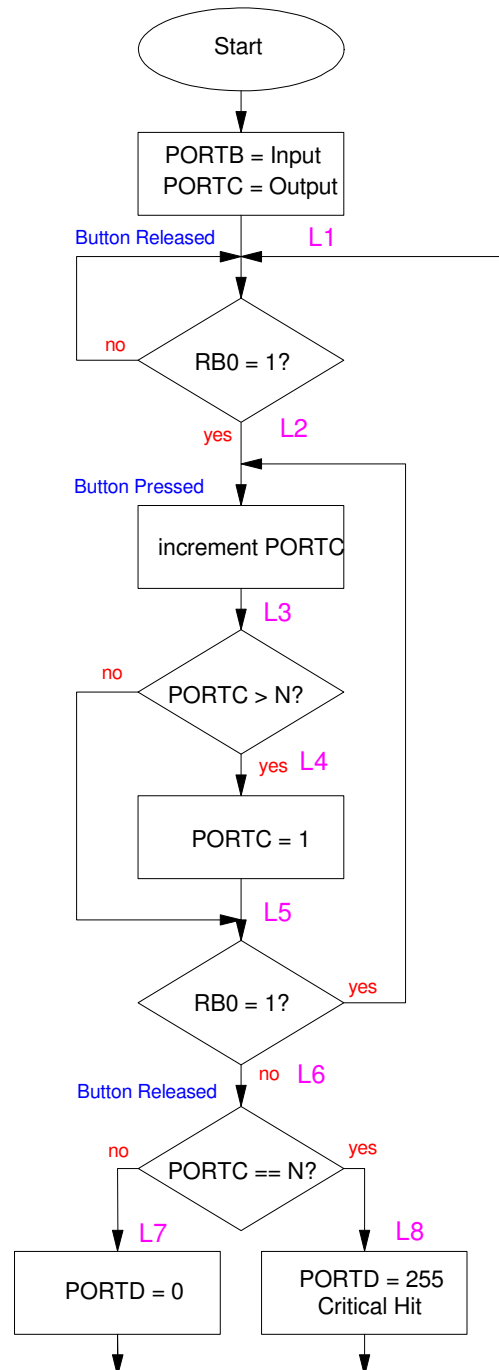 Start
PORTB = Input
PORTC = Output
Button Released
L1
no
RB0 = 1?
yes
L2
Button Pressed
increment PORTC
L3
no
PORTC > N?
yes
L4
PORTC = 1
L5
RB0 = 1?
yes
no
L6
Button Released
no
yes
PORTC == N?
L7
L8
PORTD = 0
PORTD = 255
Critical Hit